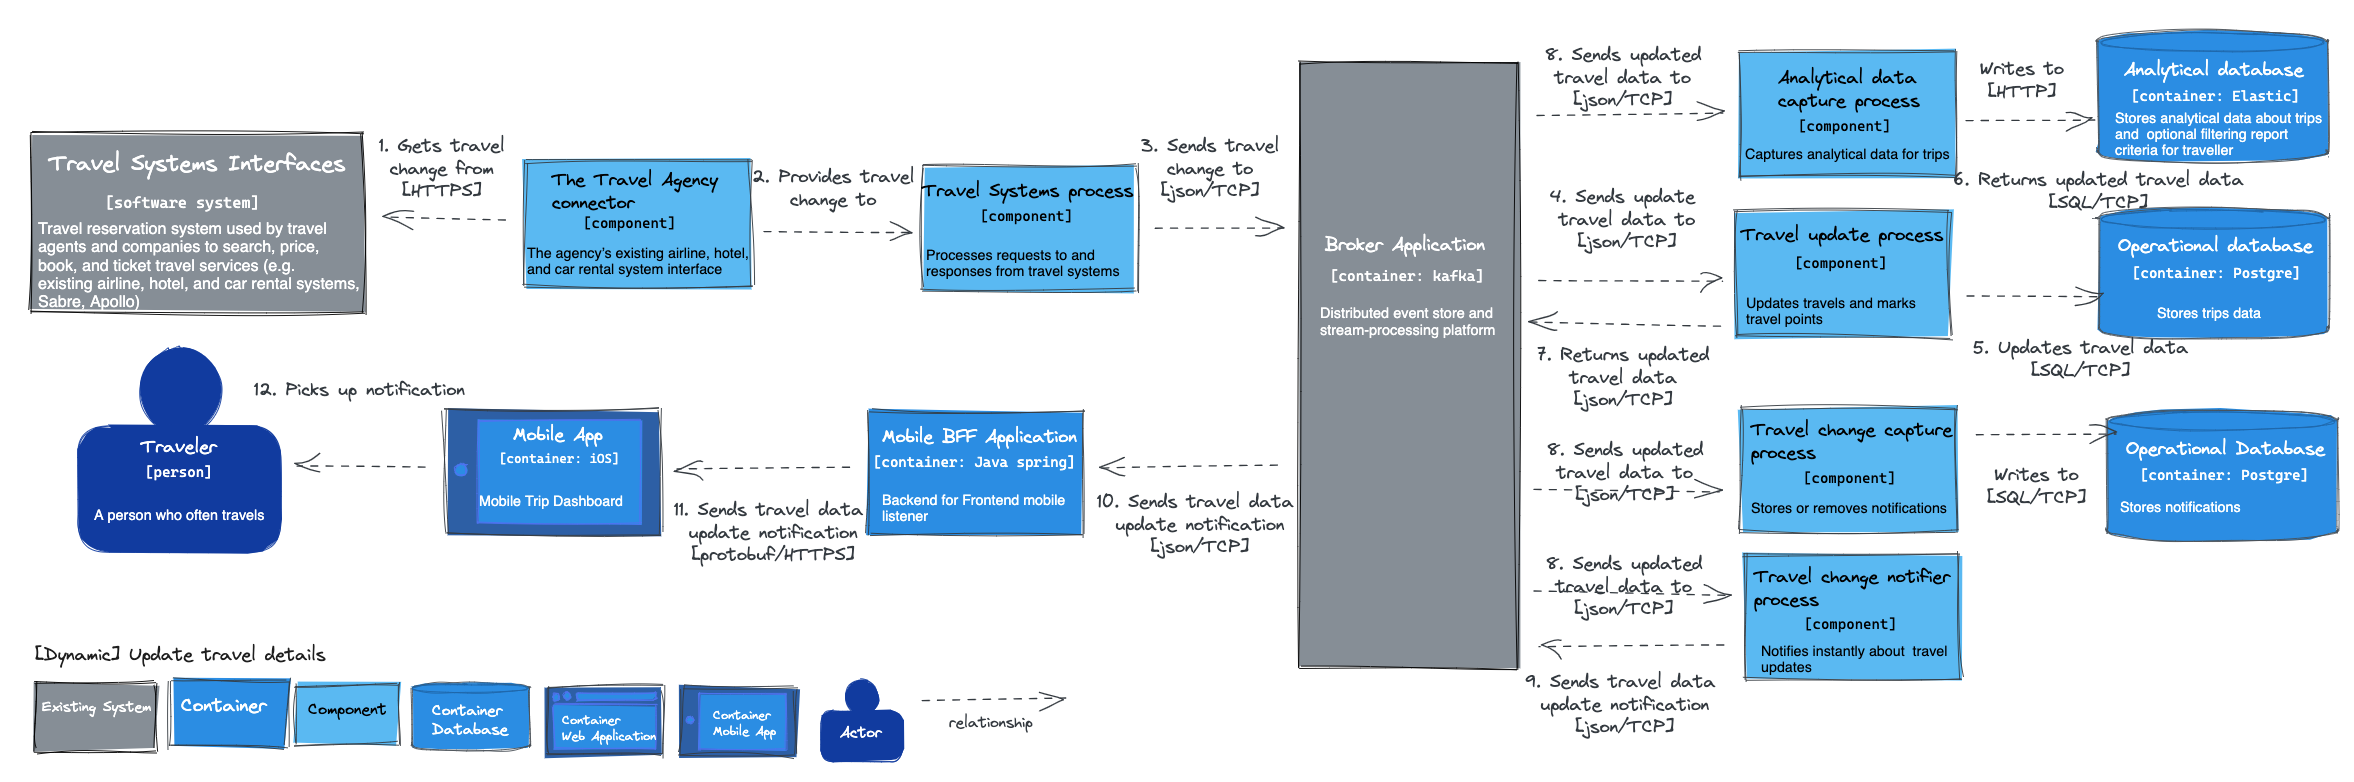 Travel Systems Interfaces
[software system]
Travel reservation system used by travel
agents and companies to search, price,
book, and ticket travel services (e.g.
existing airline, hotel, and car rental systems,
Sabre, Apollo)
1. Gets travel
change from
[HTTPS]
The Travel Agency
connector
[component]
The agency's existing airline, hotel,
and car rental system interface
2. Provides travel
change to
Travel Systems process
[component]
Processes requests to and
responses from travel systems
3. Sends travel
change to
[json/TCP]
Broker Application
[container: kafka]
Distributed event store and
stream-processing platform
8. Sends updated
travel data to
[json/TCP]
Analytical data
capture process
[component]
Captures analytical data for trips
Writes to
[HTTP]
Analytical database
[container: Elastic]
Stores analytical data about trips
and optional filtering report
criteria for traveller
4. Sends update
travel data to
[json/TCP]
Travel update process
[component]
Updates travels and marks
travel points
6. Returns updated travel data
[SQL/TCP]
Operational database
[container: Postgre]
Stores trips data
5. Updates travel data
[SQL/TCP]
7. Returns updated
travel data
[json/TCP]
8. Sends updated
travel data to
[json/TCP]
Travel change capture
process
[component]
Stores or removes notifications
Writes to
[SQL/TCP]
Operational Database
[container: Postgre]
Stores notifications
8. Sends updated
travel data to
[json/TCP]
Travel change notifier
process
[component]
Notifies instantly about travel
updates
9. Sends travel data
update notification
[json/TCP]
10. Sends travel data
update notification
[json/TCP]
Mobile BFF Application
[container: Java spring]
Backend for Frontend mobile
listener
11. Sends travel data
update notification
[protobuf/HTTPS]
Mobile App
[container: iOS]
Mobile Trip Dashboard
12. Picks up notification
Traveler
[person]
A person who often travels
[Dynamic] Update travel details
Existing System
Container
Component
Container
Database
Container
Web Application
Container
Mobile App
Actor
relationship